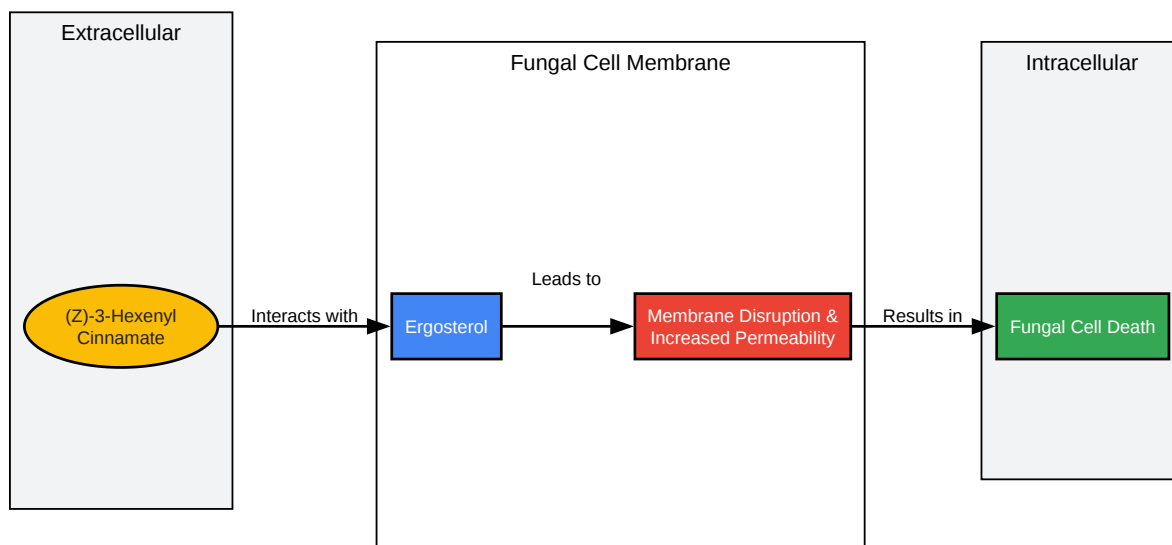 Extracellular
Fungal Cell Membrane
Intracellular
(Z)-3-Hexenyl
Cinnamate
Interacts with
Ergosterol
Leads to
Membrane Disruption &
Increased Permeability
Results in
Fungal Cell Death